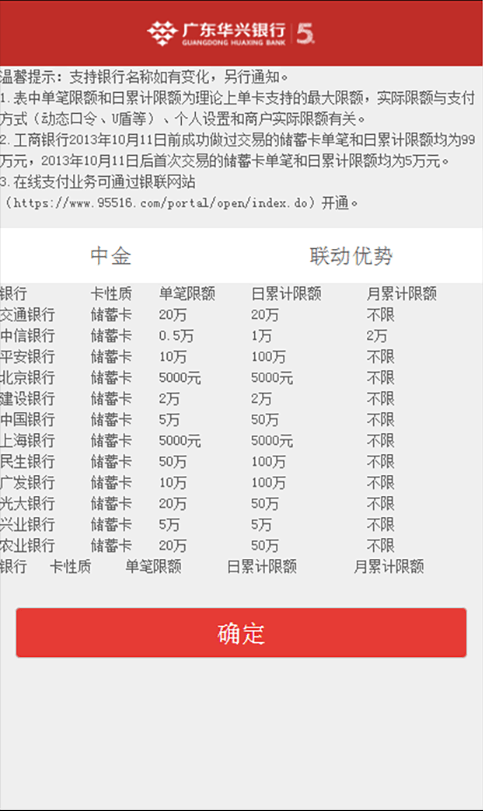 广东华兴银行 5
GUANGDONG HUAXING BANK
温馨提示：支持银行名称如有变化，另行通知。
1.表中单笔限额和日累计限额为理论上单卡支持的最大限额，实际限额与支付
方式（动态口令、U盾等）、个人设置和商户实际限额有关。
2.工商银行2013年10月11日前成功做过交易的储蓄卡单笔和日累计限额均为99
万元，2013年10月11日后首次交易的储蓄卡单笔和日累计限额均为5万元。
3.在线支付业务可通过银联网站
（https://www.95516.com/portal/open/index.do）开通。
中金 联动优势
银行 卡性质 单笔限额 日累计限额 月累计限额
交通银行 储蓄卡 20万 20万 不限
中信银行 储蓄卡 0.5万 1万 2万
平安银行 储蓄卡 10万 100万 不限
北京银行 储蓄卡 5000元 5000元 不限
建设银行 储蓄卡 2万 2万 不限
中国银行 储蓄卡 5万 50万 不限
上海银行 储蓄卡 5000元 5000元 不限
民生银行 储蓄卡 50万 100万 不限
广发银行 储蓄卡 10万 100万 不限
光大银行 储蓄卡 20万 50万 不限
兴业银行 储蓄卡 5万 5万 不限
农业银行 储蓄卡 20万 50万 不限
银行 卡性质 单笔限额 日累计限额 月累计限额
确定